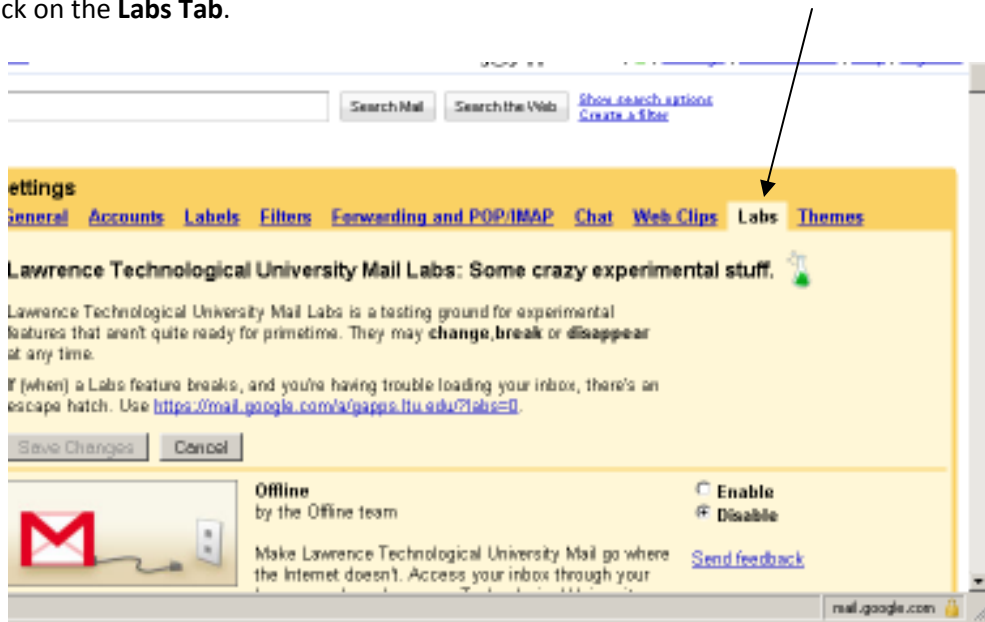 ck on the Labs Tab.
Search Mail Search the Web Show search options
Create a filter
ettings
General Accounts Labels Filters Forwarding and POP/IMAP Chat Web Clips Labs Themes
Lawrence Technological University Mail Labs: Some crazy experimental stuff.
Lawrence Technological University Mail Labs is a testing ground for experimental
features that aren't quite ready for primetime. They may change,break or disappear
at any time.
If (when) a Labs feature breaks, and you're having trouble loading your inbox, there's an
escape hatch. Use https://mail.google.com/a/gapps.ltu.edu/?labs=0.
Save Changes Cancel
Offline Enable
by the Offline team Disable
Make Lawrence Technological University Mail go where Send feedback
the Internet doesn't. Access your inbox through your
mail.google.com